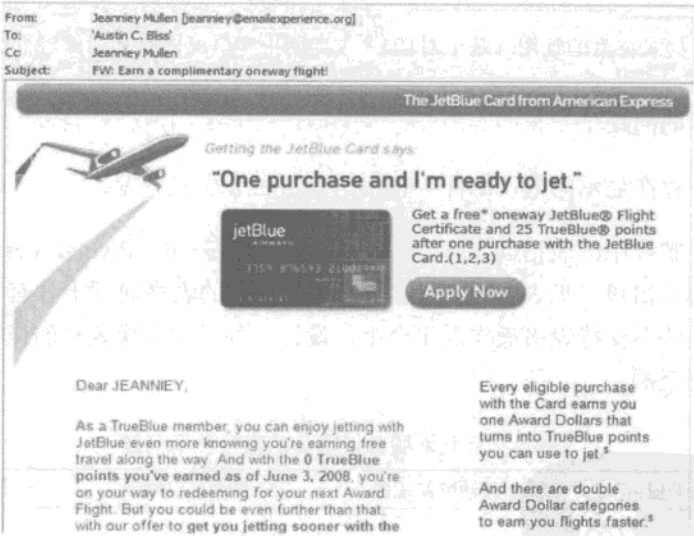 From: Jeanniey Mullen [jeanniey@emailexperience.org]
To: 'Austin C. Bliss'
Cc: Jeanniey Mullen
Subject: FW: Earn a complimentary oneway flight!
The JetBlue Card from American Express
Getting the JetBlue Card says:
"One purchase and I'm ready to jet."
jetBlue
AIRWAYS
3759 876543
Get a free* oneway JetBlue® Flight
Certificate and 25 TrueBlue® points
after one purchase with the JetBlue
Card.(1,2,3)
Apply Now
Dear JEANNIEY,
As a TrueBlue member, you can enjoy jetting with
JetBlue even more knowing you're earning free
travel along the way. And with the 0 TrueBlue
points you've earned as of June 3, 2008, you're
on your way to redeeming for your next Award
Flight. But you could be even further than that
with our offer to get you jetting sooner with the
Every eligible purchase
with the Card earns you
one Award Dollars that
turns into TrueBlue points
you can use to jet.$
And there are double
Award Dollar categories
to earn you flights faster.$